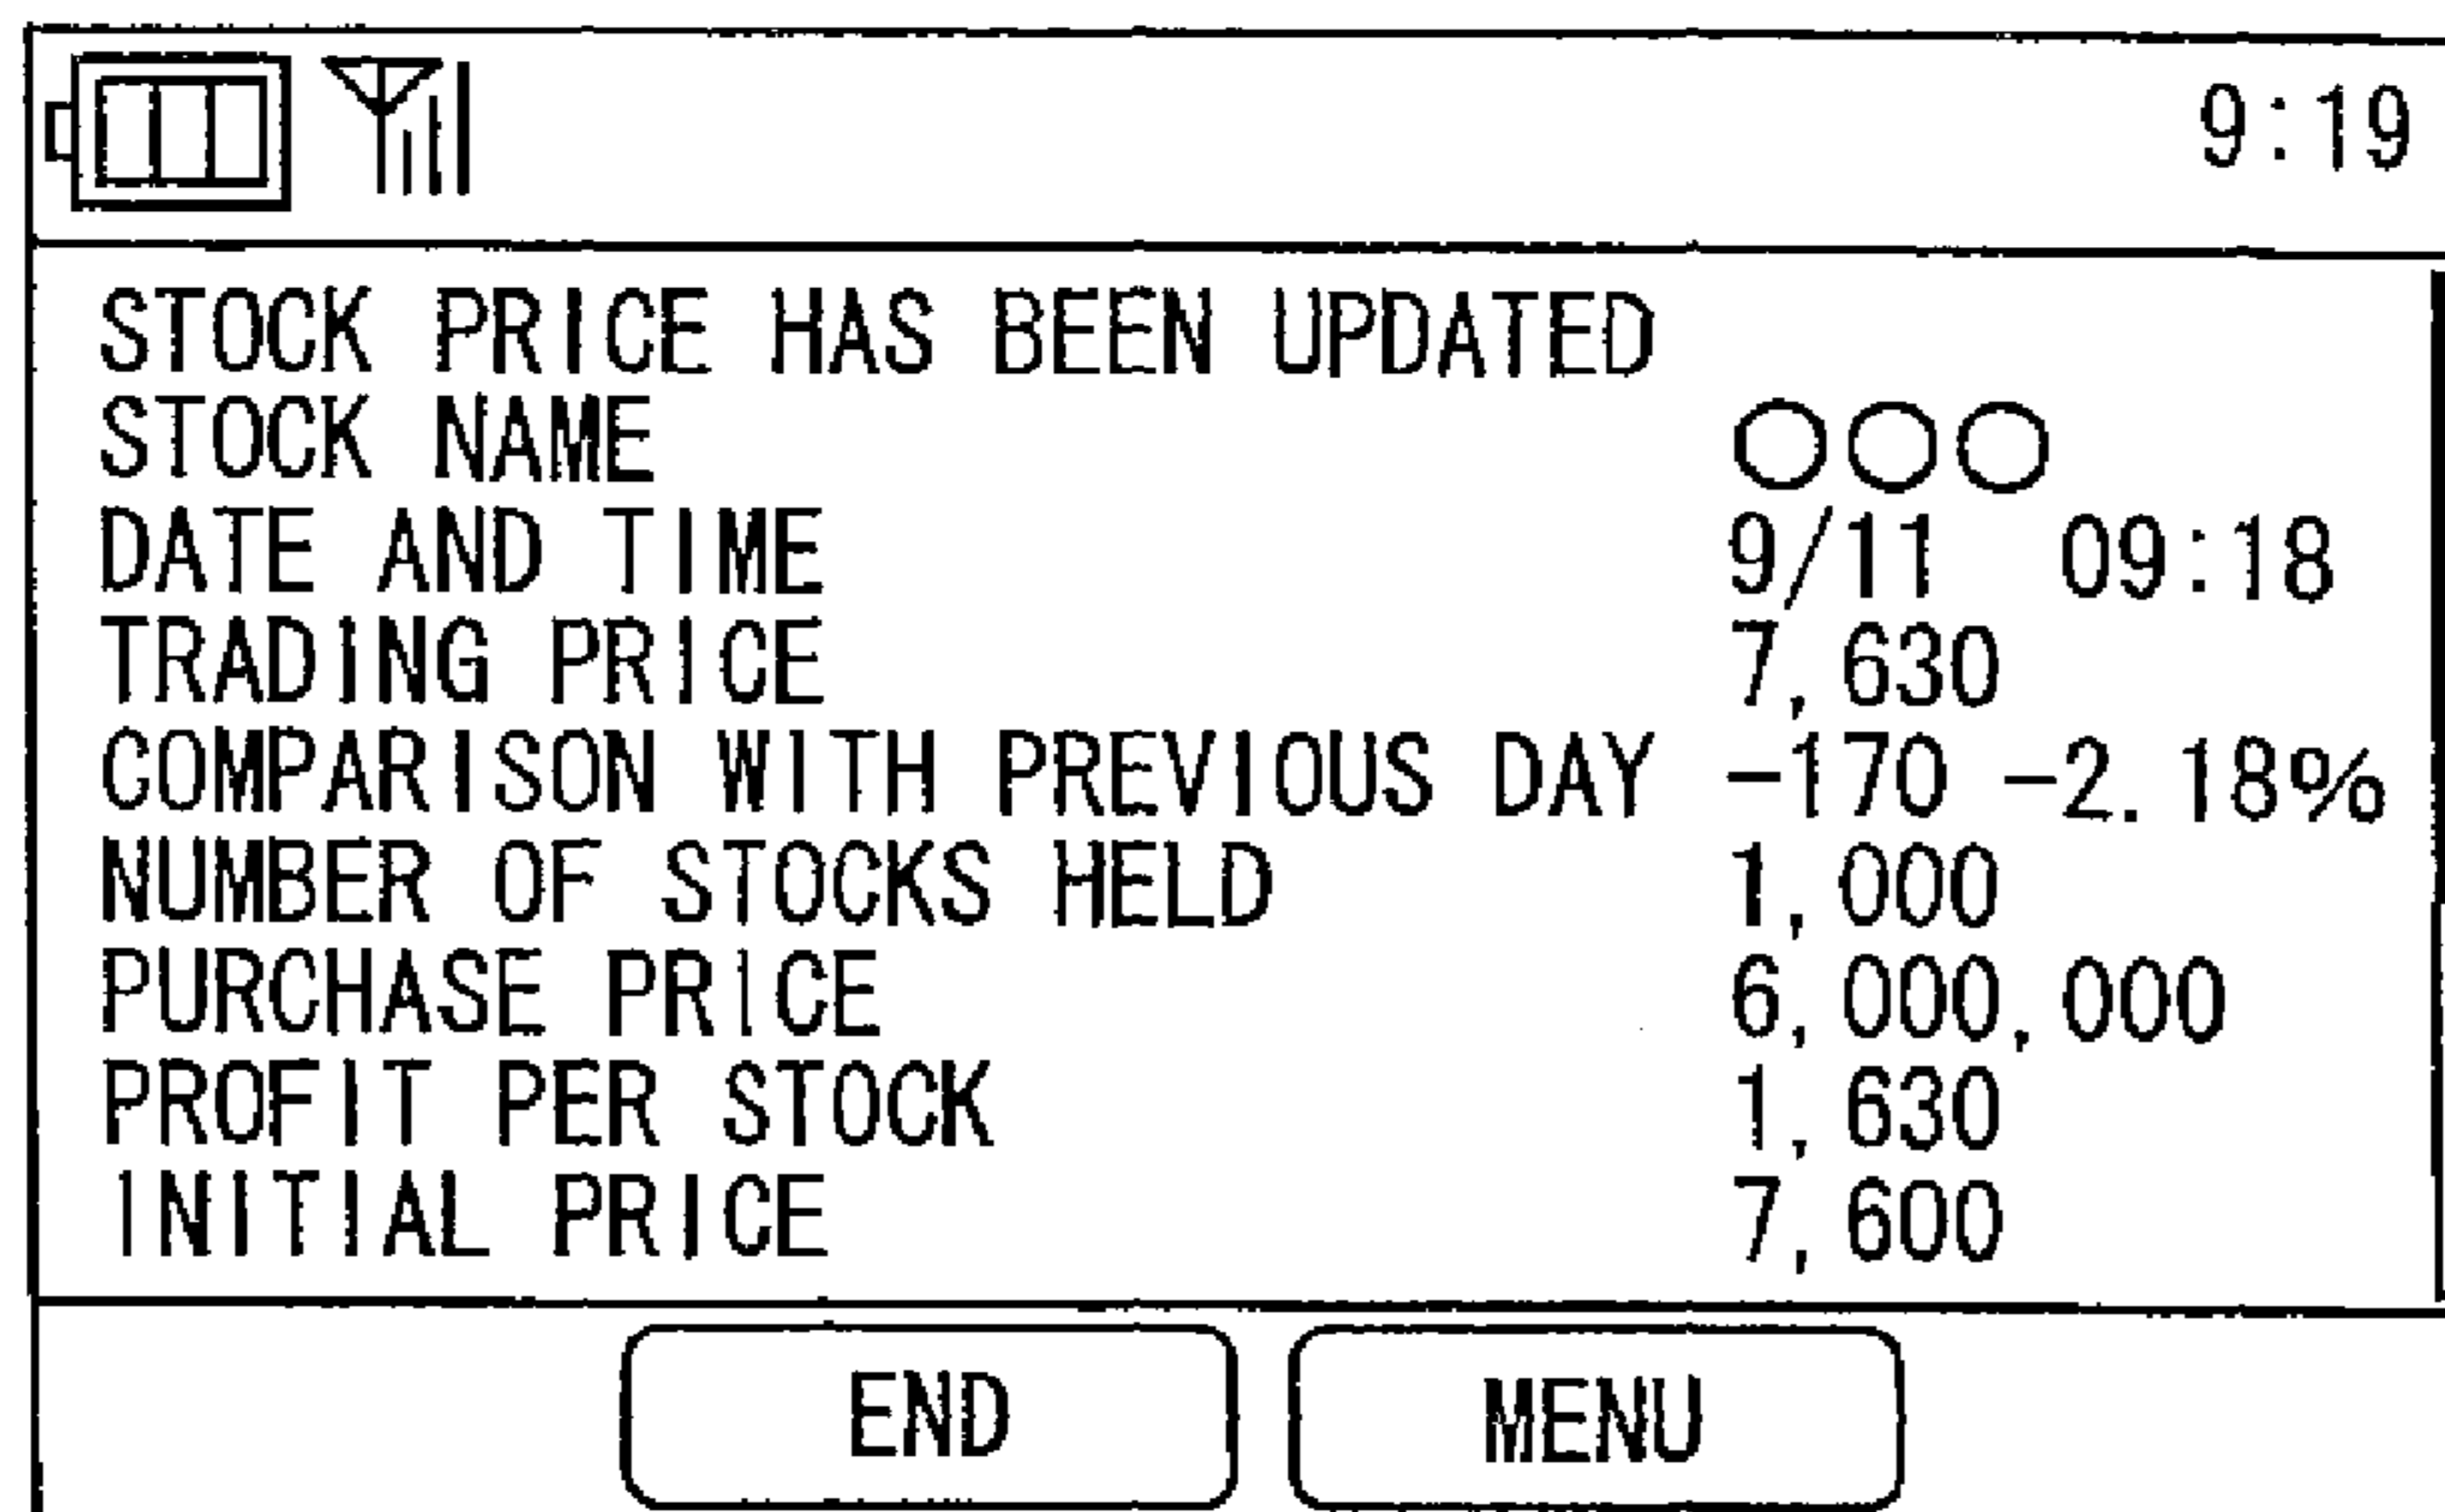 9:19
STOCK PRICE HAS BEEN UPDATED
STOCK NAME ○○○
DATE AND TIME 9/11 09:18
TRADING PRICE 7,630
COMPARISON WITH PREVIOUS DAY -170 -2.18%
NUMBER OF STOCKS HELD 1,000
PURCHASE PRICE 6,000,000
PROFIT PER STOCK 1,630
INITIAL PRICE 7,600
END MENU